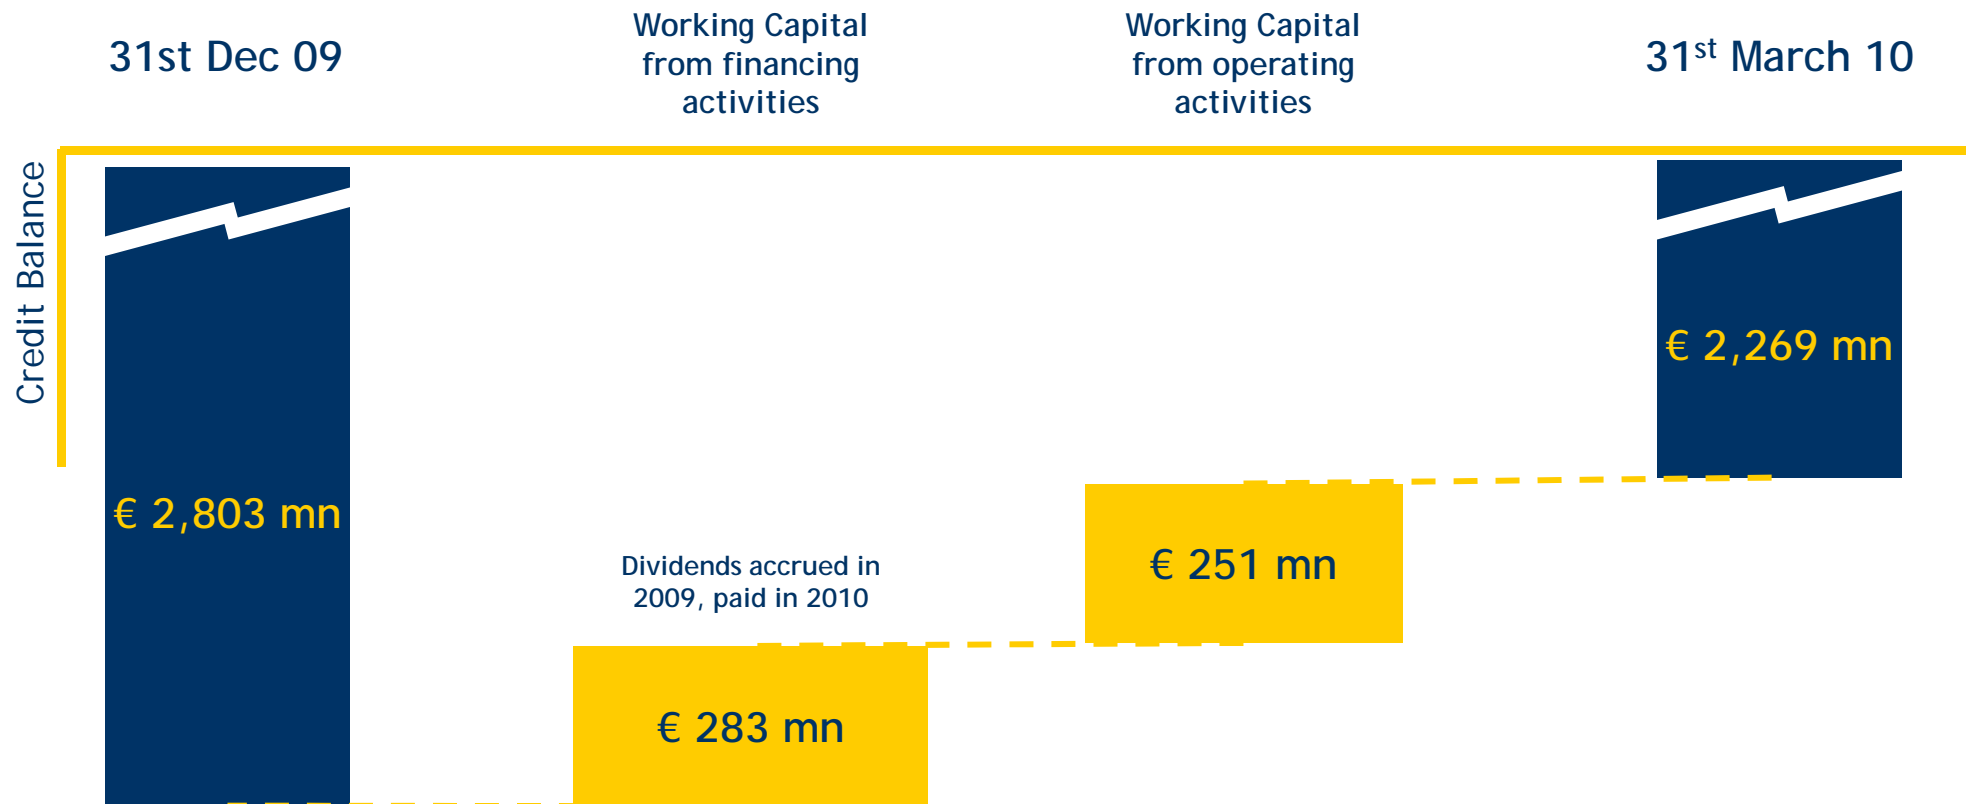 31st Dec 09
Working Capital
from financing
activities
Working Capital
from operating
activities
31st March 10
Credit Balance
€ 2,803 mn
Dividends accrued in
2009, paid in 2010
€ 283 mn
€ 251 mn
€ 2,269 mn